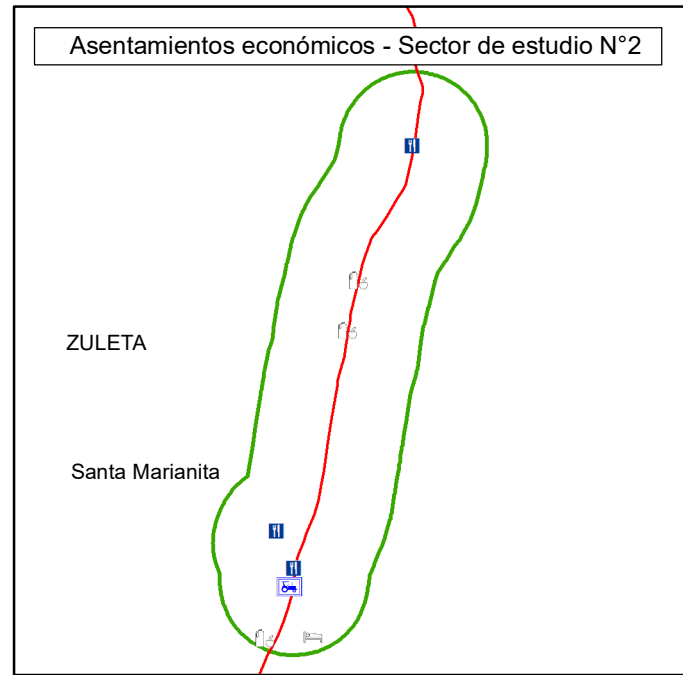 Asentamientos económicos - Sector de estudio N°2
ZULETA
Santa Marianita